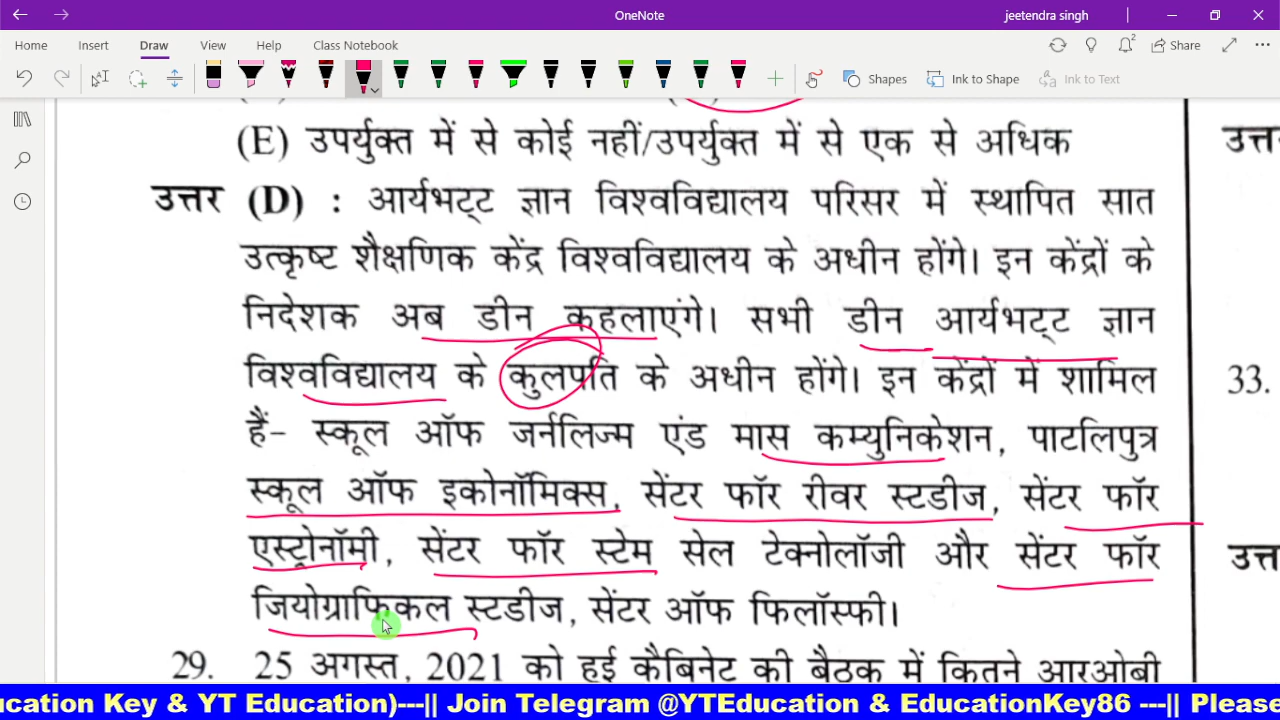 OneNote
jeetendra singh
Home Insert Draw View Help Class Notebook
Share
Shapes Ink to Shape Ink to Text
(E) उपर्युक्त में से कोई नहीं/उपर्युक्त में से एक से अधिक
उत्तर (D) : आर्यभट्ट ज्ञान विश्वविद्यालय परिसर में स्थापित सात
उत्कृष्ट शैक्षणिक केंद्र विश्वविद्यालय के अधीन होंगे। इन केंद्रों के
निदेशक अब डीन कहलाएंगे। सभी डीन आर्यभट्ट ज्ञान
विश्वविद्यालय के कुलपति के अधीन होंगे। इन केंद्रों में शामिल
हैं- स्कूल ऑफ जर्नलिज्म एंड मास कम्युनिकेशन, पाटलिपुत्र
स्कूल ऑफ इकोनॉमिक्स, सेंटर फॉर रीवर स्टडीज, सेंटर फॉर
एस्ट्रोनॉमी, सेंटर फॉर स्टेम सेल टेक्नोलॉजी और सेंटर फॉर
जियोग्राफिकल स्टडीज, सेंटर ऑफ फिलॉस्फी।
29. 25 अगस्त, 2021 को हुई कैबिनेट की बैठक में कितने आरओबी
33.
ucation Key & YT Education)---|| Join Telegram @YTEducation & EducationKey86 ---|| Please